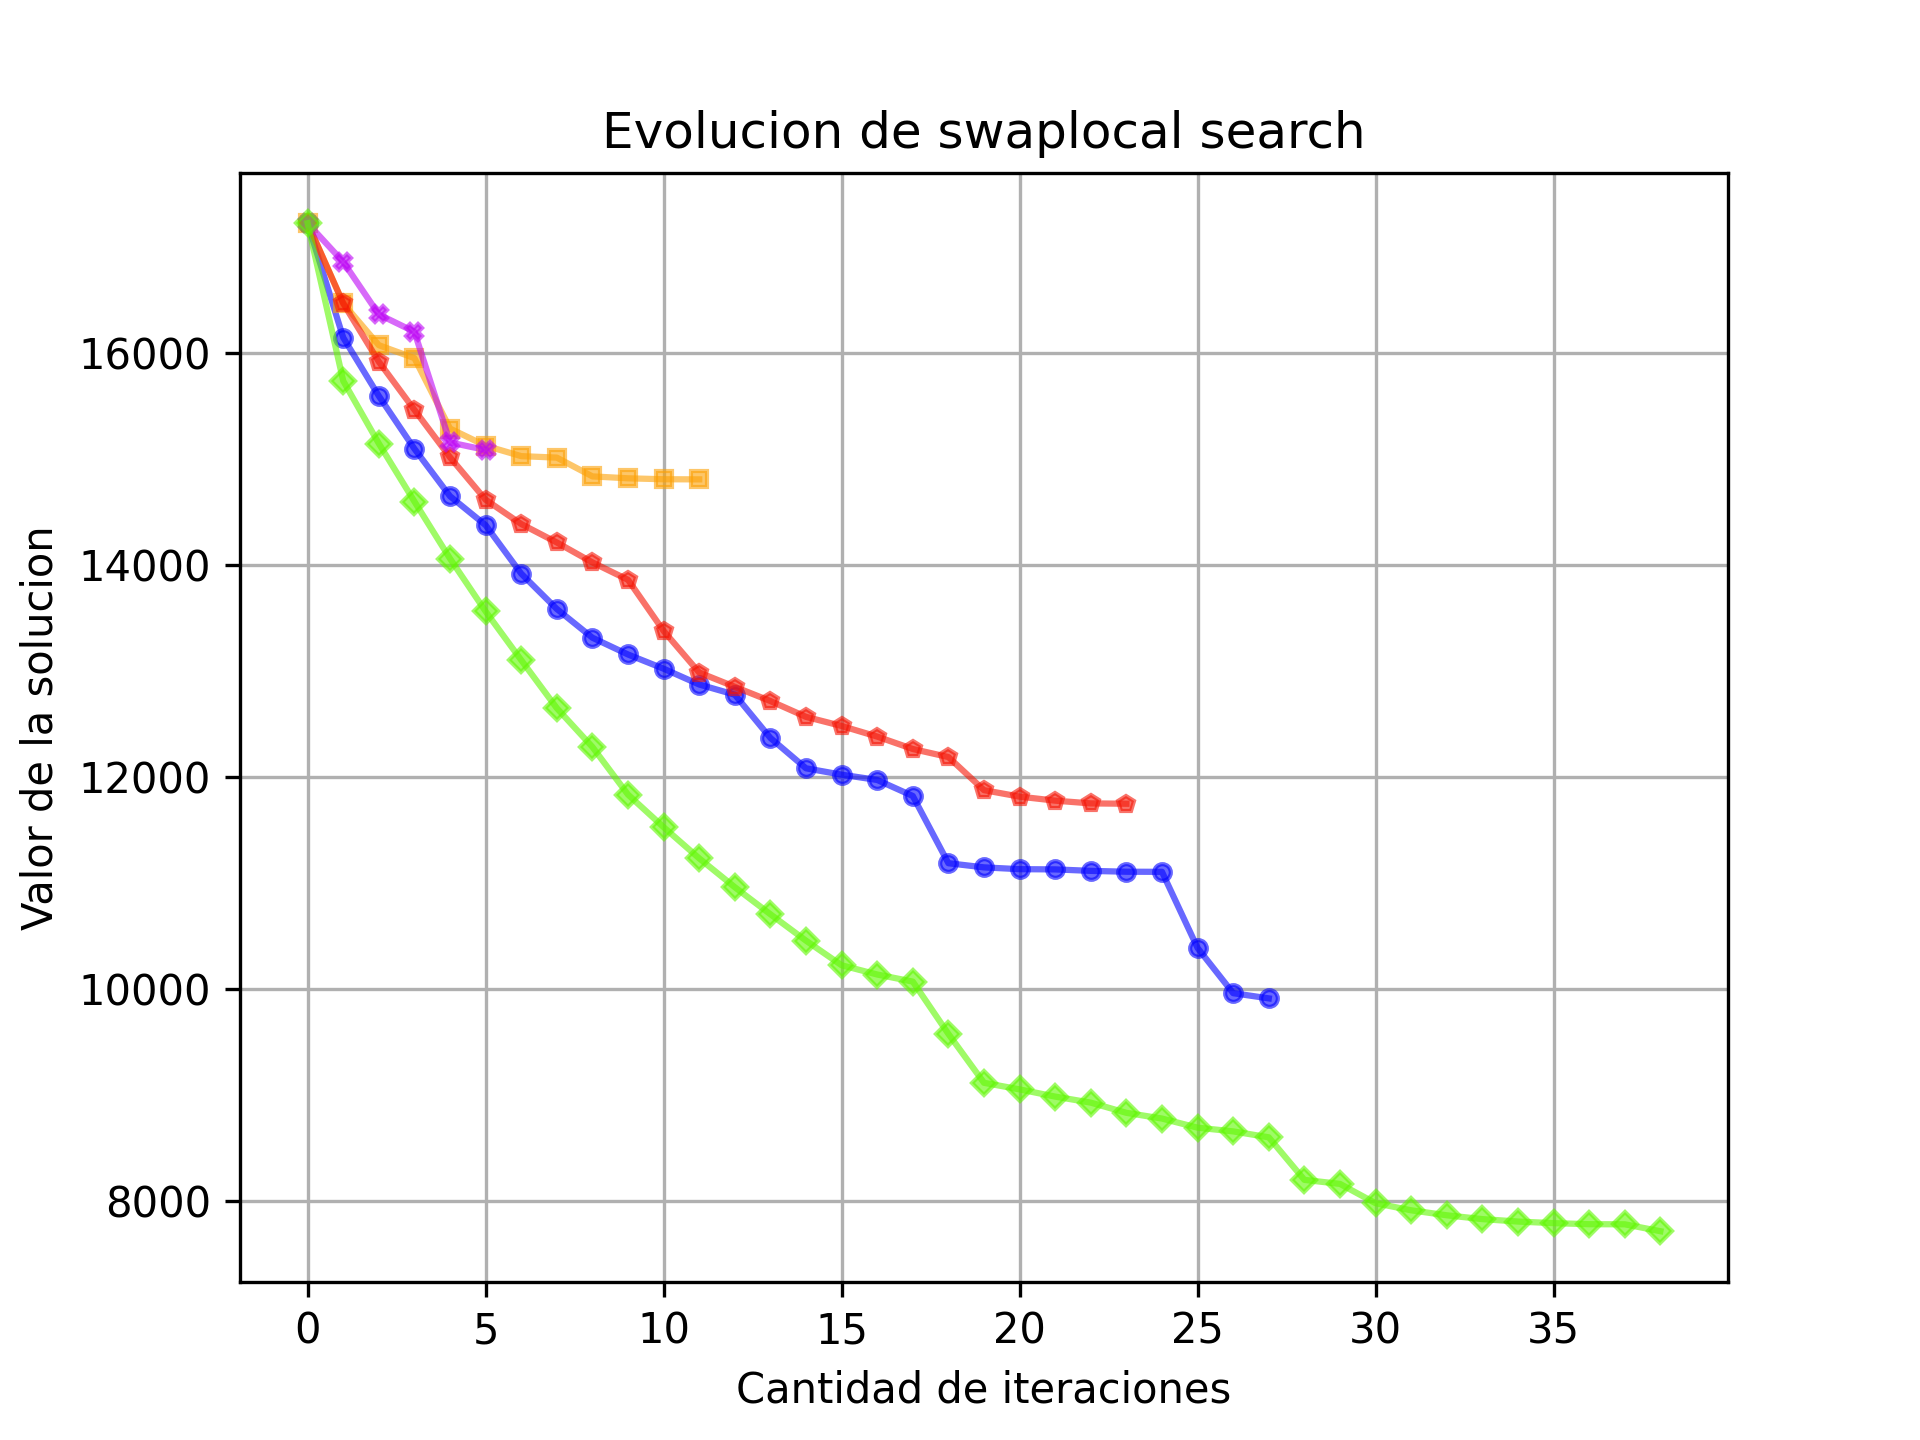 Evolucion de swaplocal search
Valor de la solucion
16000
14000
12000
10000
8000
0 5 10 15 20 25 30 35
Cantidad de iteraciones